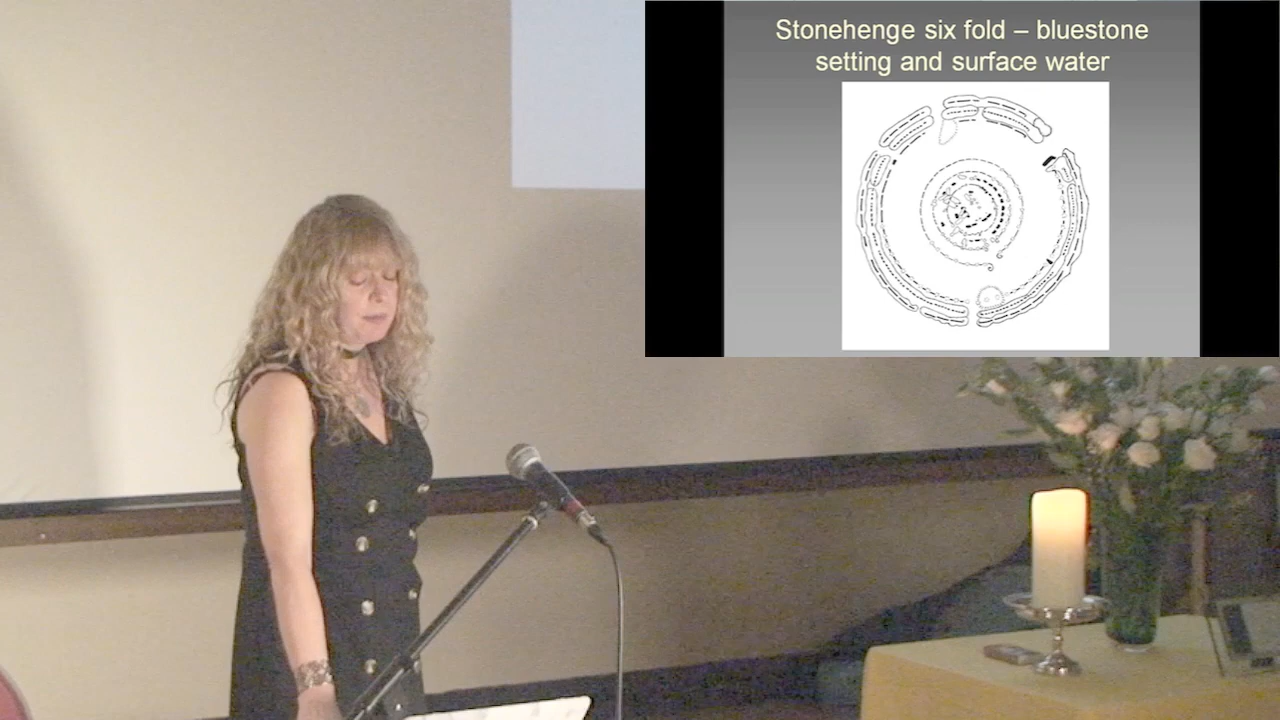 Stonehenge six fold – bluestone
setting and surface water